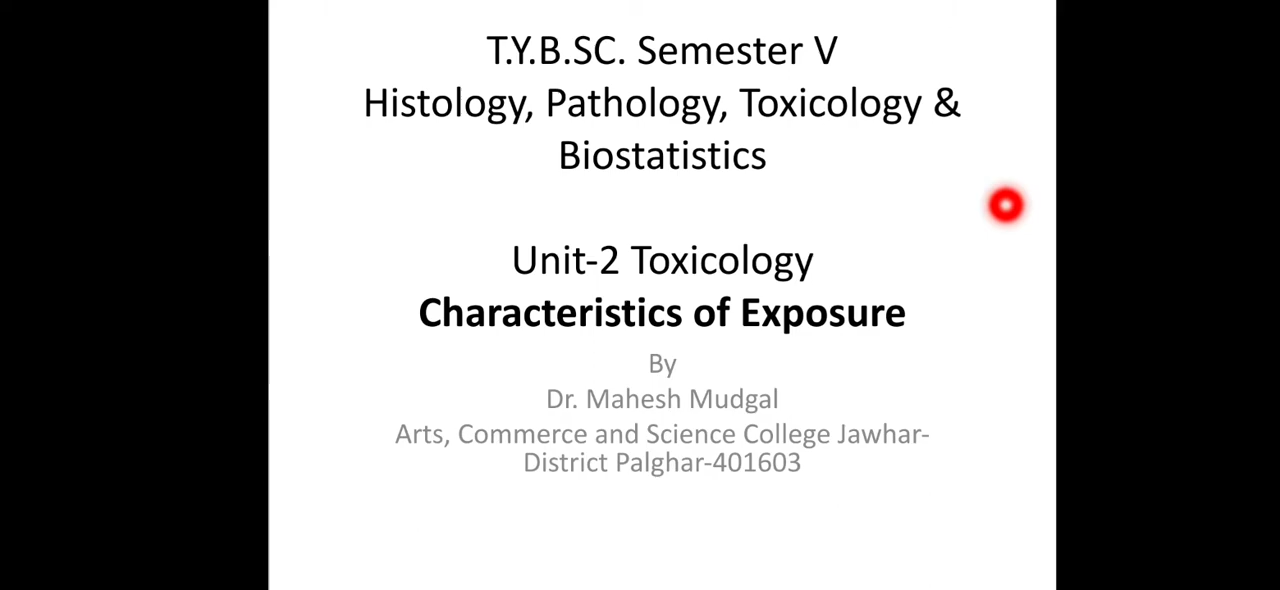 T.Y.B.SC. Semester V
Histology, Pathology, Toxicology &
Biostatistics
Unit-2 Toxicology
Characteristics of Exposure
By
Dr. Mahesh Mudgal
Arts, Commerce and Science College Jawhar-
District Palghar-401603